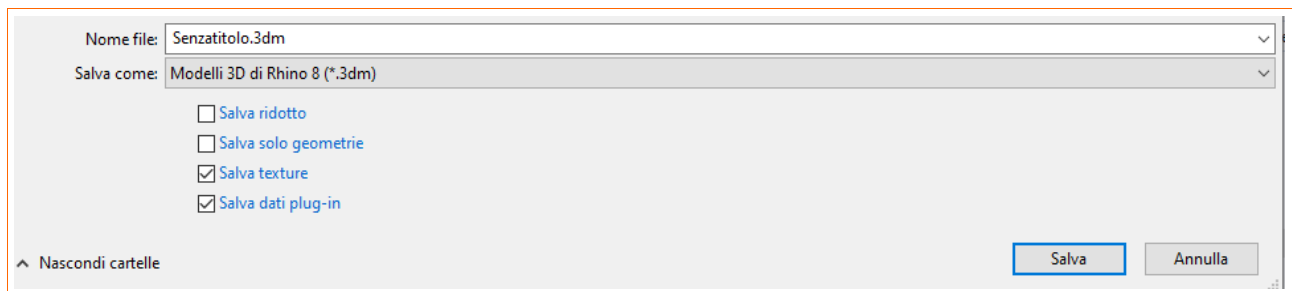 Nome file: Senzatitolo.3dm
Salva come: Modelli 3D di Rhino 8 (*.3dm)
Salva ridotto
Salva solo geometrie
Salva texture
Salva dati plug-in
Nascondi cartelle Salva Annulla